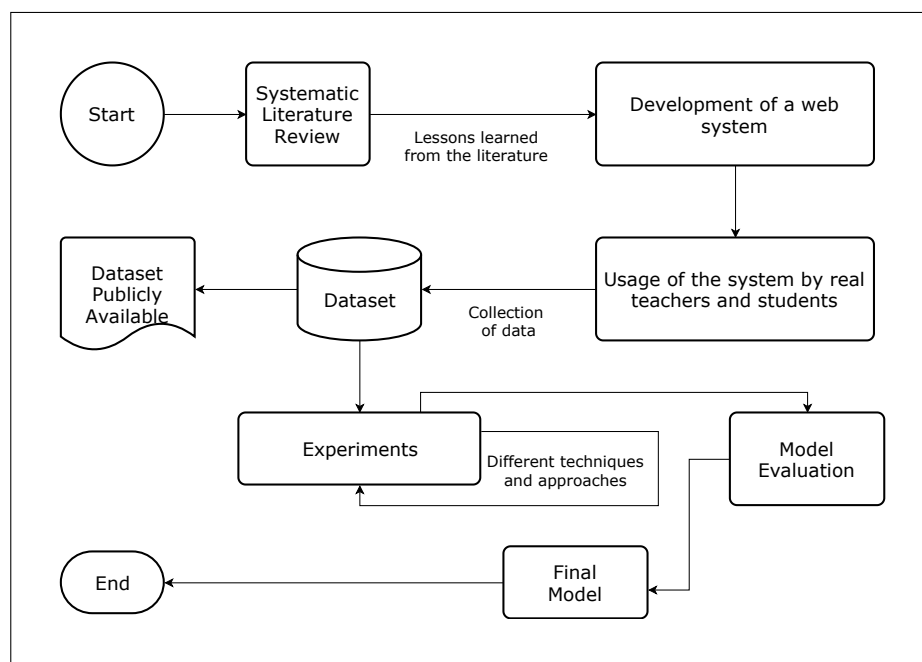 Start
Systematic
Literature
Review
Lessons learned
from the literature
Development of a web
system
Usage of the system by real
teachers and students
Collection
of data
Dataset
Dataset
Publicly
Available
Experiments
Different techniques
and approaches
Model
Evaluation
Final
Model
End